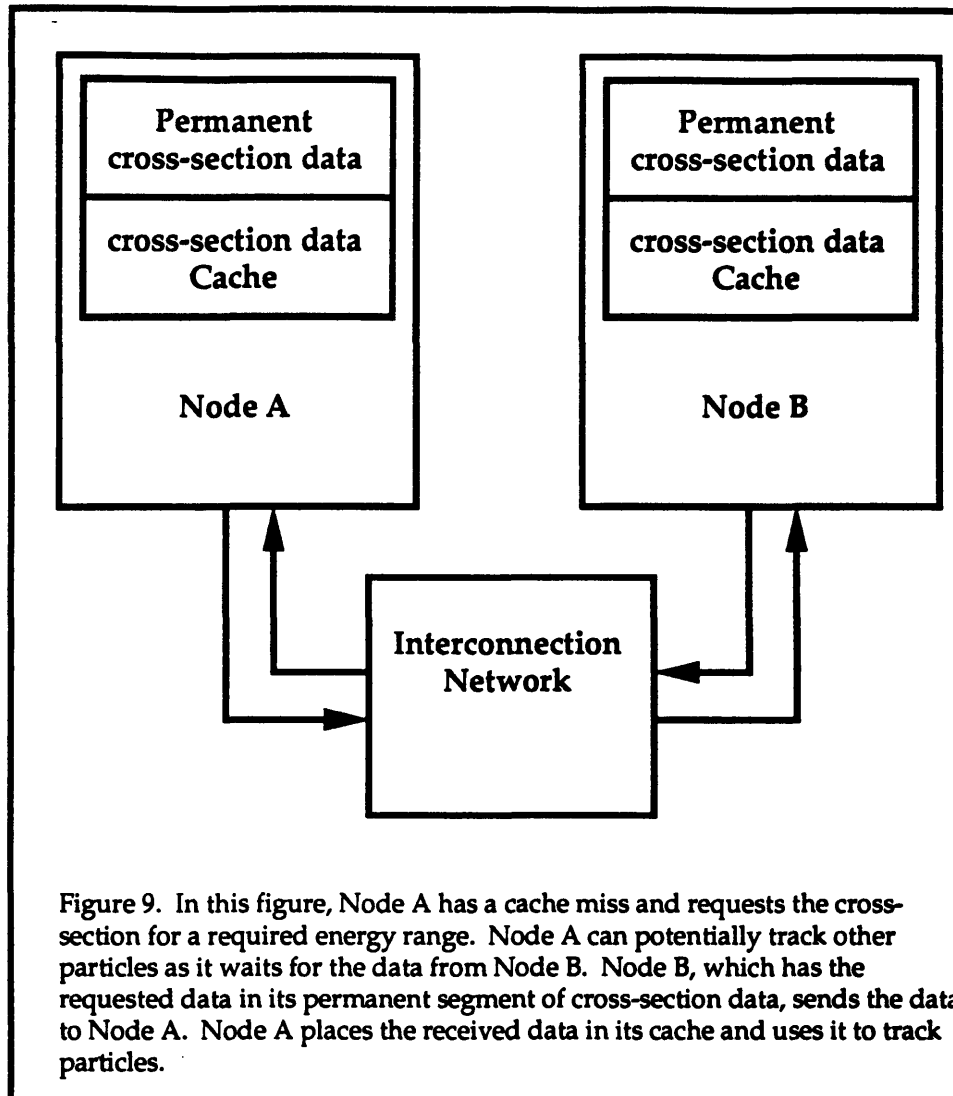 Permanent
cross-section data
cross-section data
Cache
Node A
Permanent
cross-section data
cross-section data
Cache
Node B
Interconnection
Network
Figure 9. In this figure, Node A has a cache miss and requests the cross-
section for a required energy range. Node A can potentially track other
particles as it waits for the data from Node B. Node B, which has the
requested data in its permanent segment of cross-section data, sends the data
to Node A. Node A places the received data in its cache and uses it to track
particles.